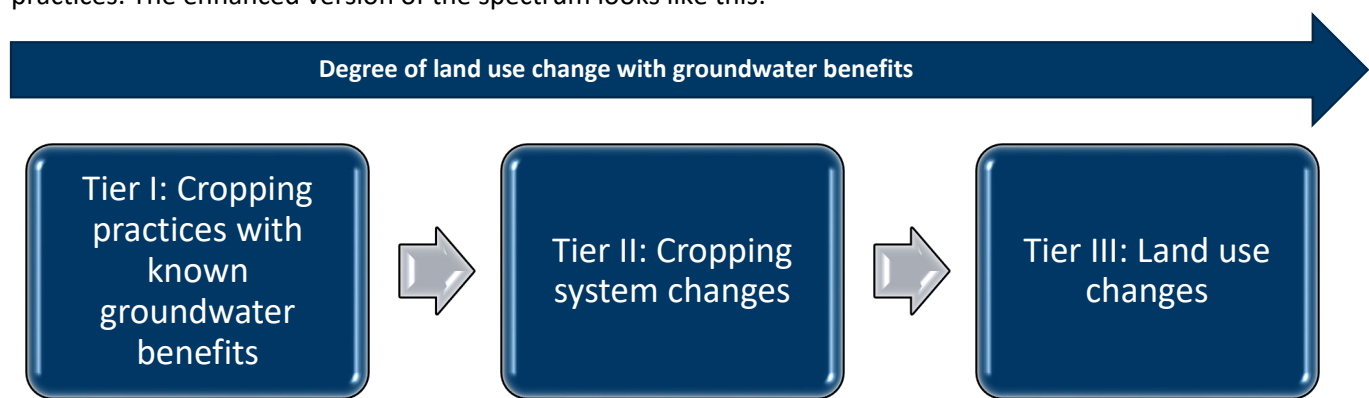 practices. The enhanced version of the spectrum looks like this:
Degree of land use change with groundwater benefits
Tier I: Cropping
practices with
known
groundwater
benefits
Tier II: Cropping
system changes
Tier III: Land use
changes